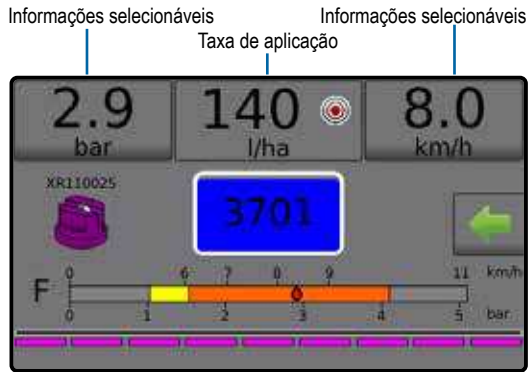 Informações selecionáveis Informações selecionáveis
Taxa de aplicação
2.9 140 8.0
bar l/ha km/h
XR110025
3701
0 6 7 8 9 11 km/h
F
0 1 2 3 4 5 bar